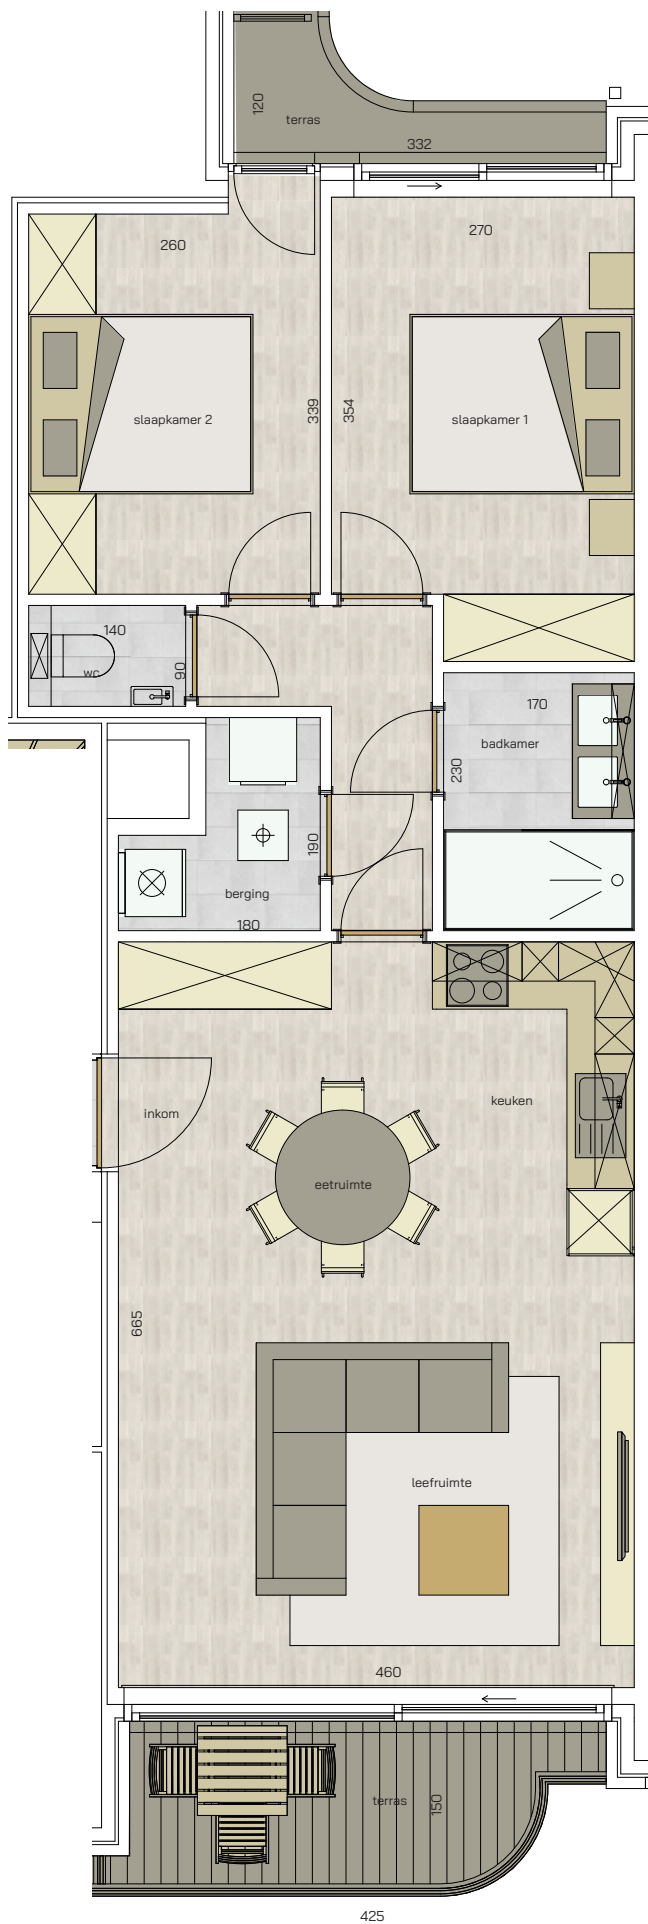 120
terras
332
260
270
339
354
slaapkamer 2
slaapkamer 1
140
wc
90
170
badkamer
230
190
berging
180
inkom
keuken
eetruimte
665
leefruimte
460
terras
150
425